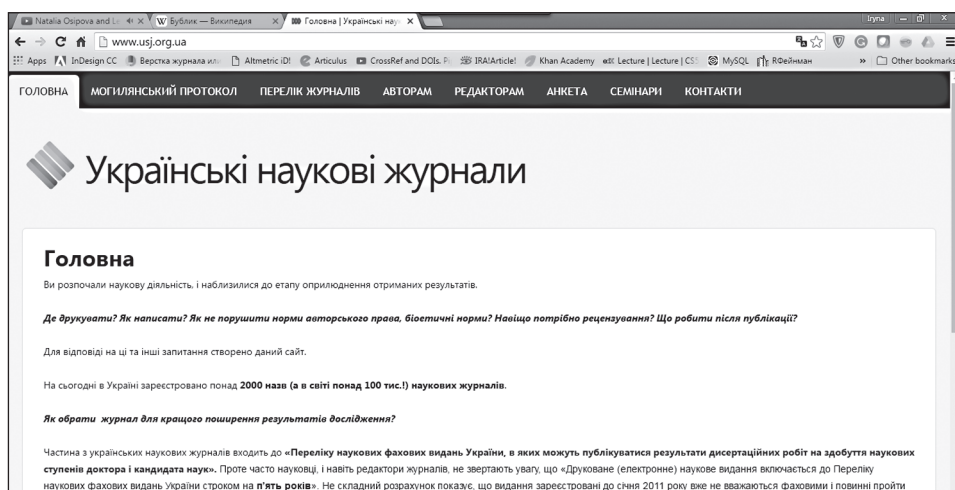 Natalia Osipova and Le
Бублик — Википедия
Головна | Українські нау
Iryna
www.usj.org.ua
Apps InDesign CC Верстка журнала или Altmetric iD! Articulus CrossRef and DOIs. IRA!Article! Khan Academy Lecture | Lecture | CS5 MySQL RФейнман » Other bookmarks
ГОЛОВНА МОГИЛЯНСЬКИЙ ПРОТОКОЛ ПЕРЕЛІК ЖУРНАЛІВ АВТОРАМ РЕДАКТОРАМ АНКЕТА СЕМІНАРИ КОНТАКТИ
Українські наукові журнали
Головна
Ви розпочали наукову діяльність, і наблизилися до етапу оприлюднення отриманих результатів.
Де друкувати? Як написати? Як не порушити норми авторського права, біоетичні норми? Навіщо потрібно рецензування? Що робити після публікації?
Для відповіді на ці та інші запитання створено даний сайт.
На сьогодні в Україні зареєстровано понад 2000 назв (а в світі понад 100 тис.!) наукових журналів.
Як обрати журнал для кращого поширення результатів дослідження?
Частина з українських наукових журналів входить до «Переліку наукових фахових видань України, в яких можуть публікуватися результати дисертаційних робіт на здобуття наукових
ступенів доктора і кандидата наук». Проте часто науковці, і навіть редактори журналів, не звертають увагу, що «Друковане (електронне) наукове видання включається до Переліку
наукових фахових видань України строком на п'ять років». Не складний розрахунок показує, що видання зареєстровані до січня 2011 року вже не вважаються фаховими і повинні пройти